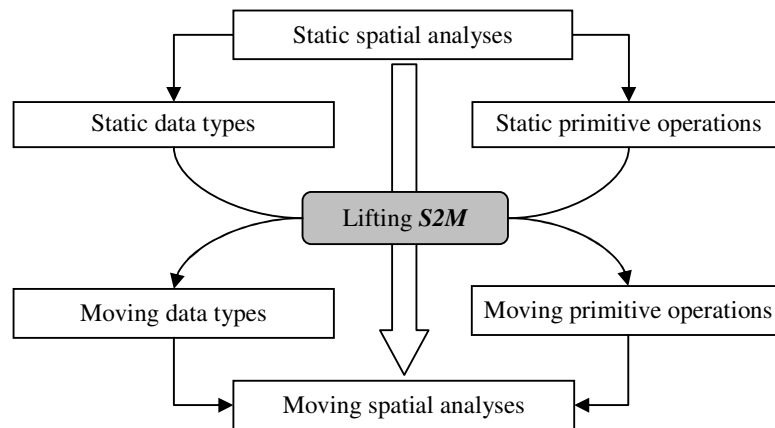 Static spatial analyses
Static data types
Static primitive operations
Lifting S2M
Moving data types
Moving primitive operations
Moving spatial analyses